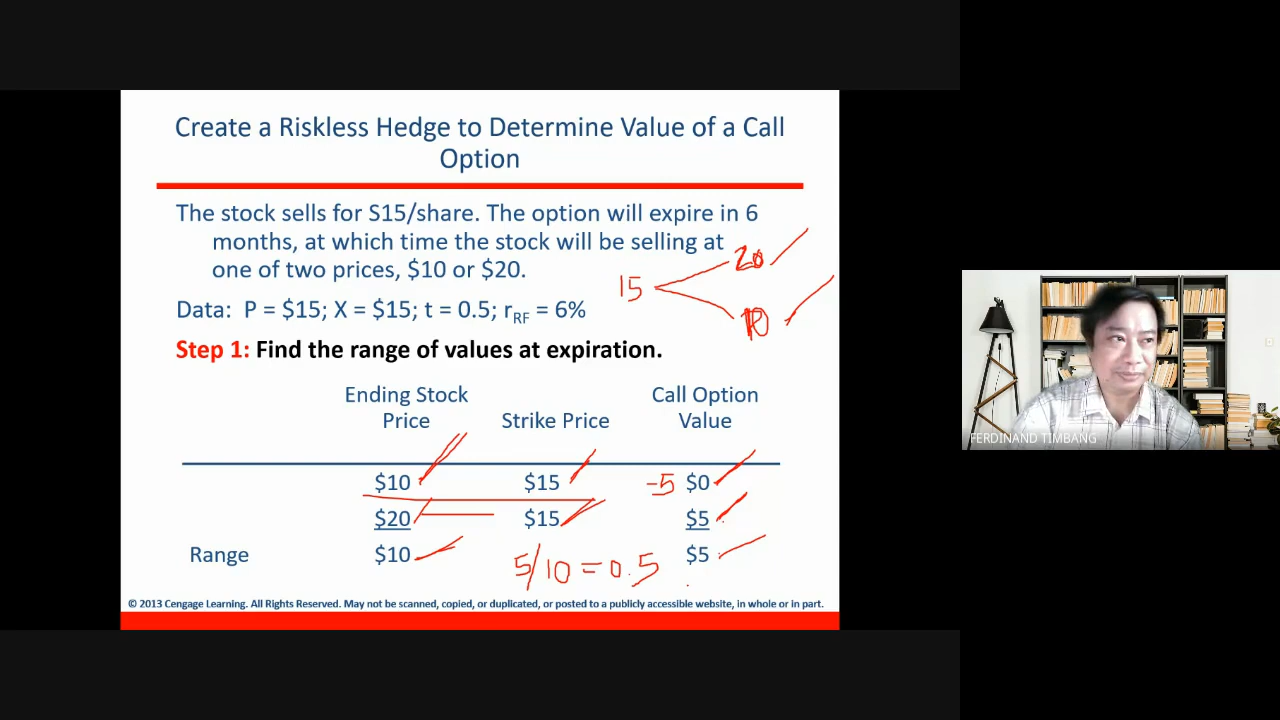 Create a Riskless Hedge to Determine Value of a Call
Option
The stock sells for S15/share. The option will expire in 6
months, at which time the stock will be selling at
one of two prices, $10 or $20.
15
20
10
Data: P = $15; X = $15; t = 0.5; rRF = 6%
Step 1: Find the range of values at expiration.
Ending Stock Price Strike Price Call Option Value
$10 $15 -5 $0
$20 $15 $5
Range $10 5/10 = 0.5 $5
© 2013 Cengage Learning. All Rights Reserved. May not be scanned, copied, or duplicated, or posted to a publicly accessible website, in whole or in part.
FERDINAND TIMBANG